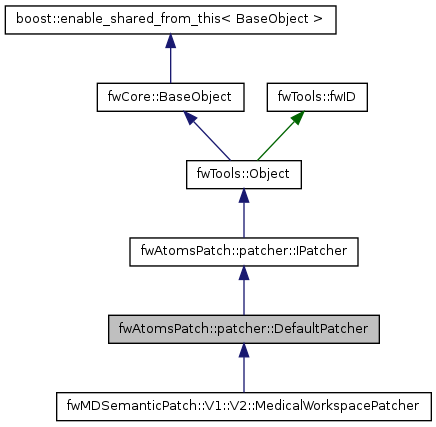 boost::enable_shared_from_this< BaseObject >
fwCore::BaseObject
fwTools::fwID
fwTools::Object
fwAtomsPatch::patcher::IPatcher
fwAtomsPatch::patcher::DefaultPatcher
fwMDSemanticPatch::V1::V2::MedicalWorkspacePatcher